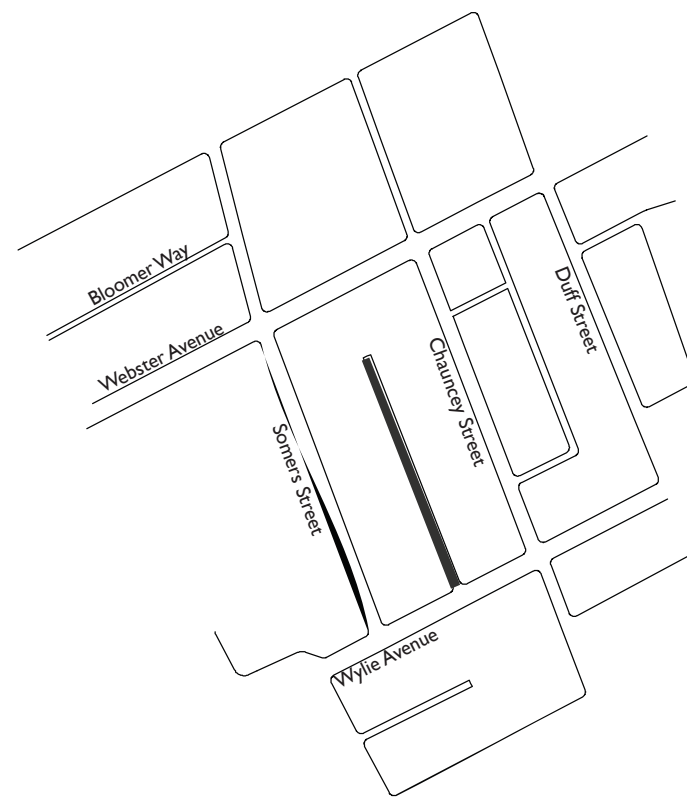 Bloomer Way
Webster Avenue
Duff Street
Chauncey Street
Somers Street
Wylie Avenue